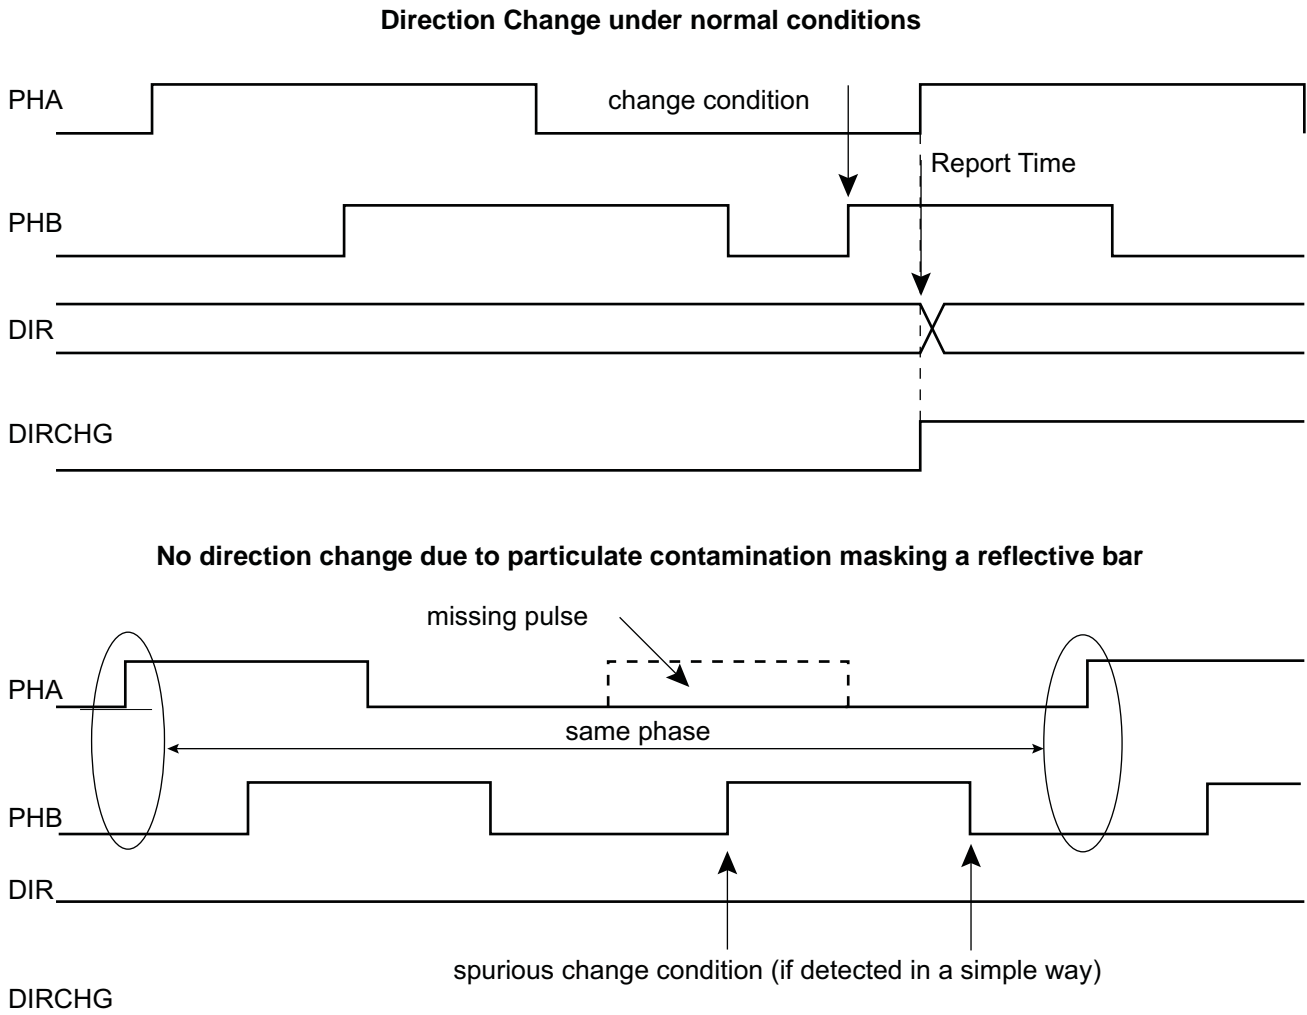 Direction Change under normal conditions
PHA
change condition
Report Time
PHB
DIR
DIRCHG
No direction change due to particulate contamination masking a reflective bar
missing pulse
PHA
same phase
PHB
DIR
spurious change condition (if detected in a simple way)
DIRCHG